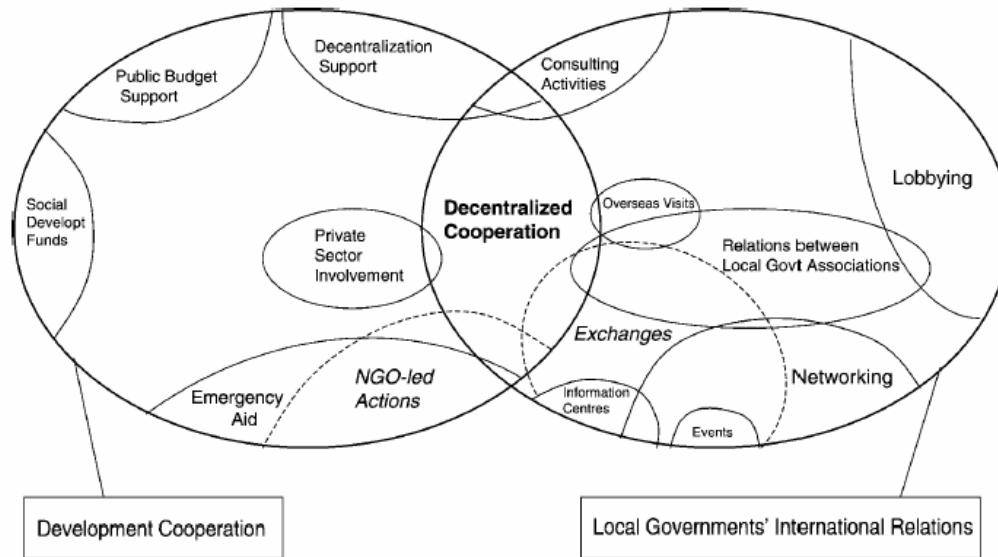 Public Budget
Support
Decentralization
Support
Consulting
Activities
Social
Developt
Funds
Private
Sector
Involvement
Decentralized
Cooperation
Overseas Visits
Lobbying
Relations between
Local Govt Associations
Exchanges
Emergency
Aid
NGO-led
Actions
Information
Centres
Networking
Events
Development Cooperation
Local Governments' International Relations